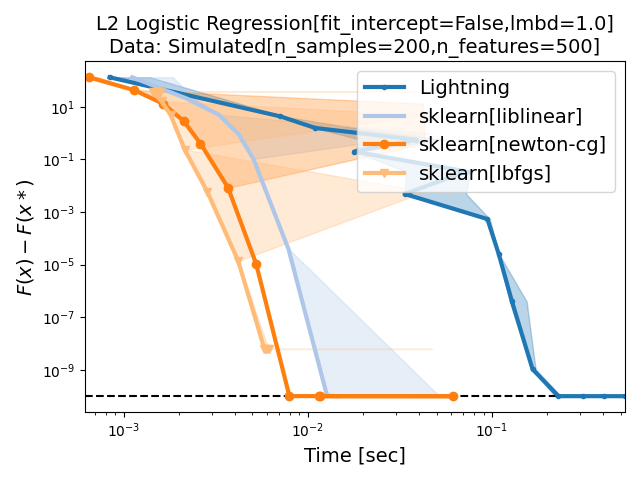 L2 Logistic Regression[fit_intercept=False,lmbd=1.0]
Data: Simulated[n_samples=200,n_features=500]
F(x) − F(x*)
10¹
10⁻¹
10⁻³
10⁻⁵
10⁻⁷
10⁻⁹
Lightning
sklearn[liblinear]
sklearn[newton-cg]
sklearn[lbfgs]
10⁻³
10⁻²
10⁻¹
Time [sec]